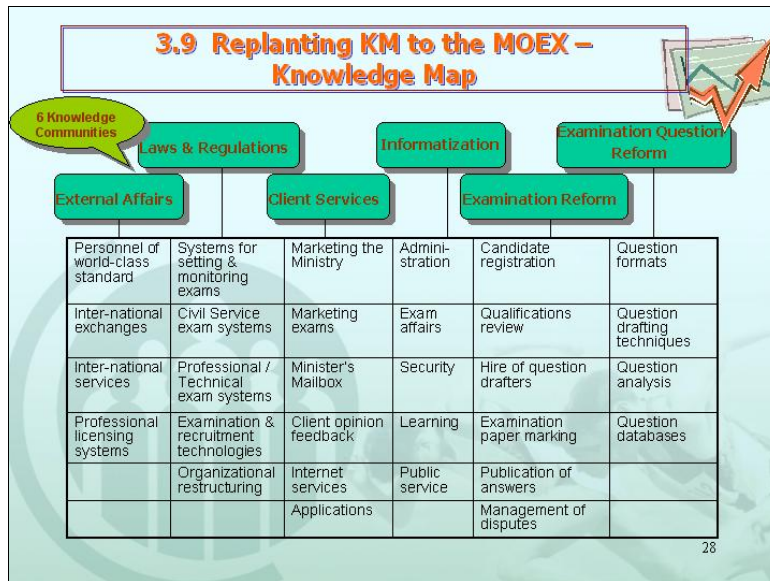 3.9 Replanting KM to the MOEX –
Knowledge Map
6 Knowledge
Communities
Laws & Regulations
Informatization
Examination Question
Reform
External Affairs
Client Services
Examination Reform
Personnel of
world-class
standard
Systems for
setting &
monitoring
exams
Marketing the
Ministry
Admini-
stration
Candidate
registration
Question
formats
Inter-national
exchanges
Civil Service
exam systems
Marketing
exams
Exam
affairs
Qualifications
review
Question
drafting
techniques
Inter-national
services
Professional /
Technical
exam systems
Minister's
Mailbox
Security
Hire of question
drafters
Question
analysis
Professional
licensing
systems
Examination &
recruitment
technologies
Client opinion
feedback
Learning
Examination
paper marking
Question
databases
Organizational
restructuring
Internet
services
Public
service
Publication of
answers
Applications
Management of
disputes
28